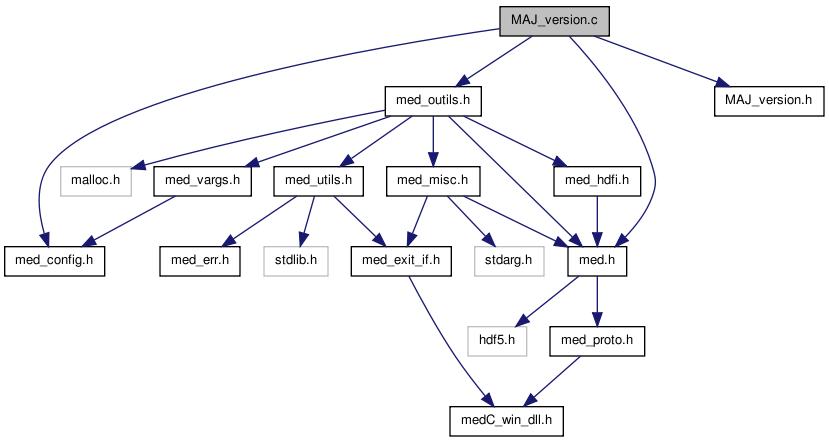 MAJ_version.c
med_outils.h
MAJ_version.h
malloc.h
med_vargs.h
med_utils.h
med_misc.h
med_hdfi.h
med_config.h
med_err.h
stdlib.h
med_exit_if.h
stdarg.h
med.h
hdf5.h
med_proto.h
medC_win_dll.h